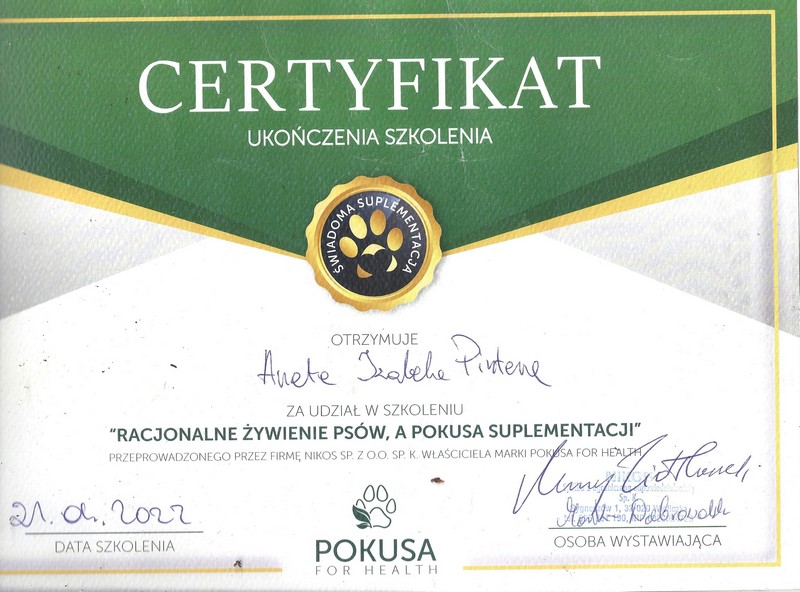 CERTYFIKAT
UKOŃCZENIA SZKOLENIA
ŚWIADOMA SUPLEMENTACJA
OTRZYMUJE
Aneta Izabela
ZA UDZIAŁ W SZKOLENIU
“RACJONALNE ŻYWIENIE PSÓW, A POKUSA SUPLEMENTACJI”
PRZEPROWADZONEGO PRZEZ FIRMĘ NIKOS SP. Z O.O. SP. K. WŁAŚCICIELA MARKI POKUSA FOR HEALTH
Sp. K.
21.04.2022
DATA SZKOLENIA
OSOBA WYSTAWIAJĄCA
POKUSA
FOR HEALTH